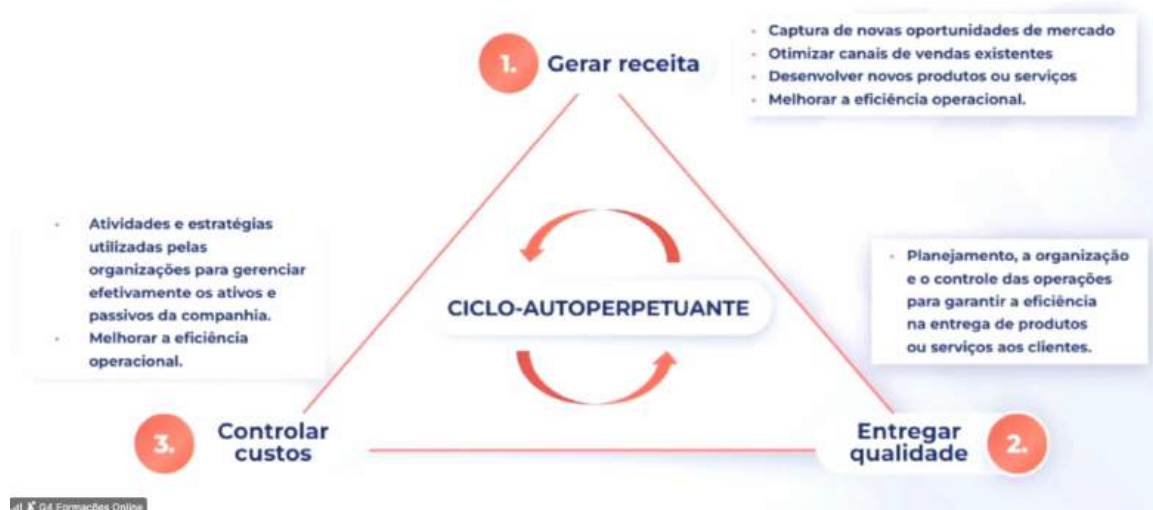 1. Gerar receita
• Captura de novas oportunidades de mercado
• Otimizar canais de vendas existentes
• Desenvolver novos produtos ou serviços
• Melhorar a eficiência operacional.
• Atividades e estratégias
utilizadas pelas
organizações para gerenciar
efetivamente os ativos e
passivos da companhia.
• Melhorar a eficiência
operacional.
CICLO-AUTOPERPETUANTE
• Planejamento, a organização
e o controle das operações
para garantir a eficiência
na entrega de produtos
ou serviços aos clientes.
3. Controlar
custos
Entregar
qualidade 2.
G4 Formações Online